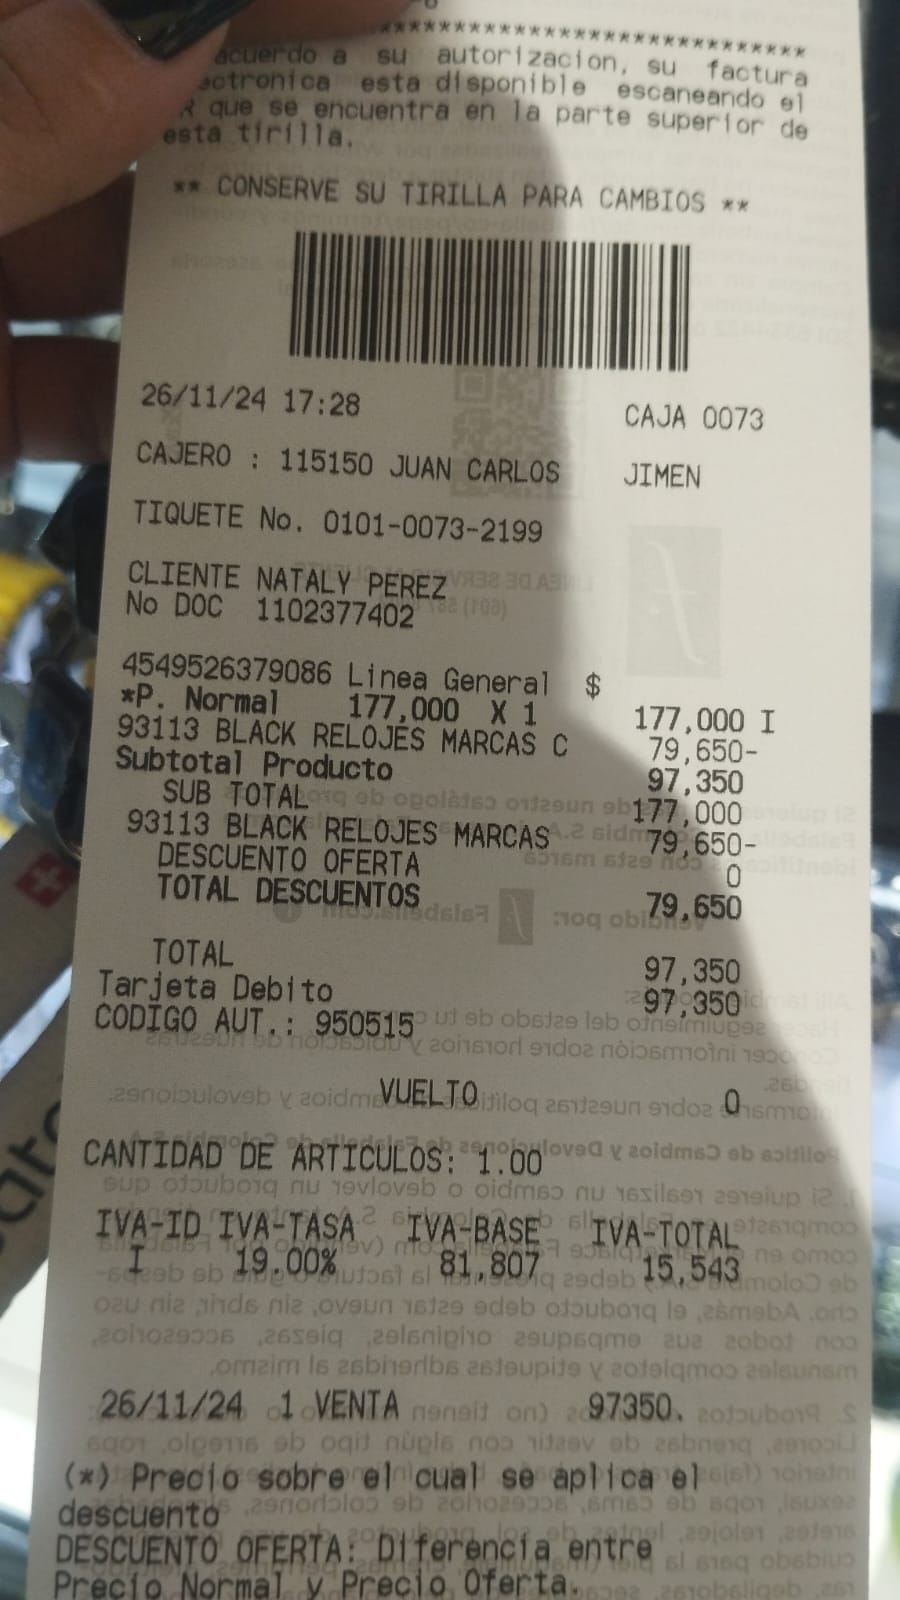 ******************************************
acuerdo a su autorizacion, su factura
ectronica esta disponible escaneando el
R que se encuentra en la parte superior de
esta tirilla.
** CONSERVE SU TIRILLA PARA CAMBIOS **
26/11/24 17:28 CAJA 0073
CAJERO : 115150 JUAN CARLOS JIMEN
TIQUETE No. 0101-0073-2199
CLIENTE NATALY PEREZ
No DOC 1102377402
4549526379086 Linea General $
*P. Normal 177,000 X 1 177,000 I
93113 BLACK RELOJES MARCAS C 79,650-
Subtotal Producto 97,350
SUB TOTAL 177,000
93113 BLACK RELOJES MARCAS 79,650-
DESCUENTO OFERTA 0
TOTAL DESCUENTOS 79,650
TOTAL 97,350
Tarjeta Debito 97,350
CODIGO AUT.: 950515
VUELTO 0
CANTIDAD DE ARTICULOS: 1.00
IVA-ID IVA-TASA IVA-BASE IVA-TOTAL
I 19.00% 81,807 15,543
26/11/24 1 VENTA 97350.
(*) Precio sobre el cual se aplica el
descuento
DESCUENTO OFERTA: Diferencia entre
Precio Normal y Precio Oferta.